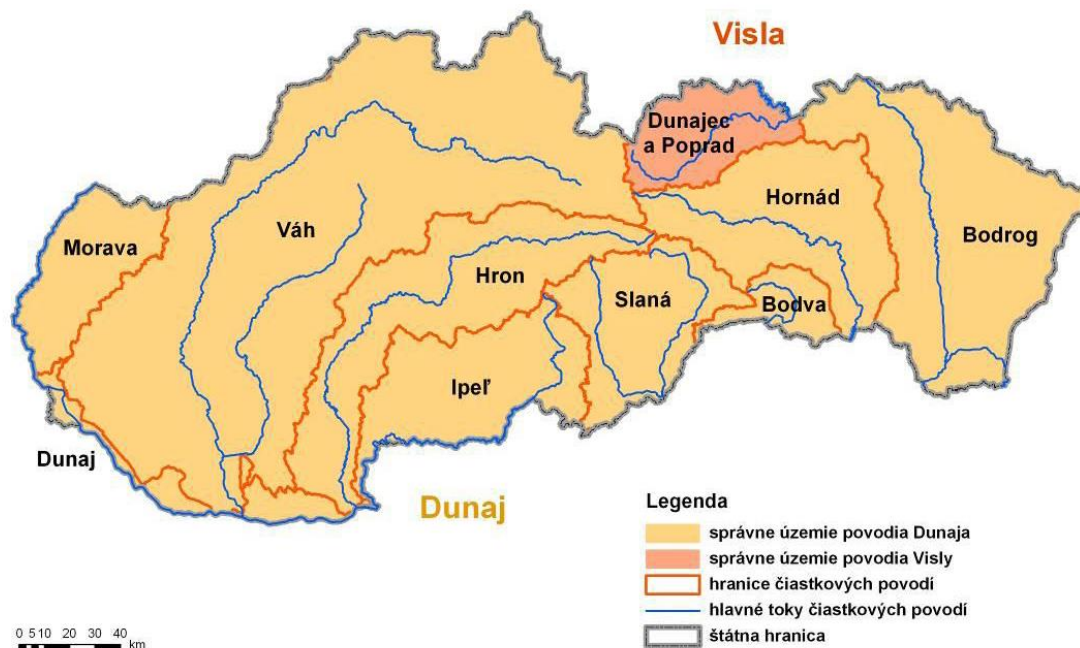 Visla
Dunajec
a Poprad
Hornád
Bodrog
Morava
Váh
Hron
Slaná
Bodva
Ipeľ
Dunaj
Dunaj
Legenda
správne územie povodia Dunaja
správne územie povodia Visly
hranice čiastkových povodí
hlavné toky čiastkových povodí
štátna hranica
0 5 10 20 30 40
km